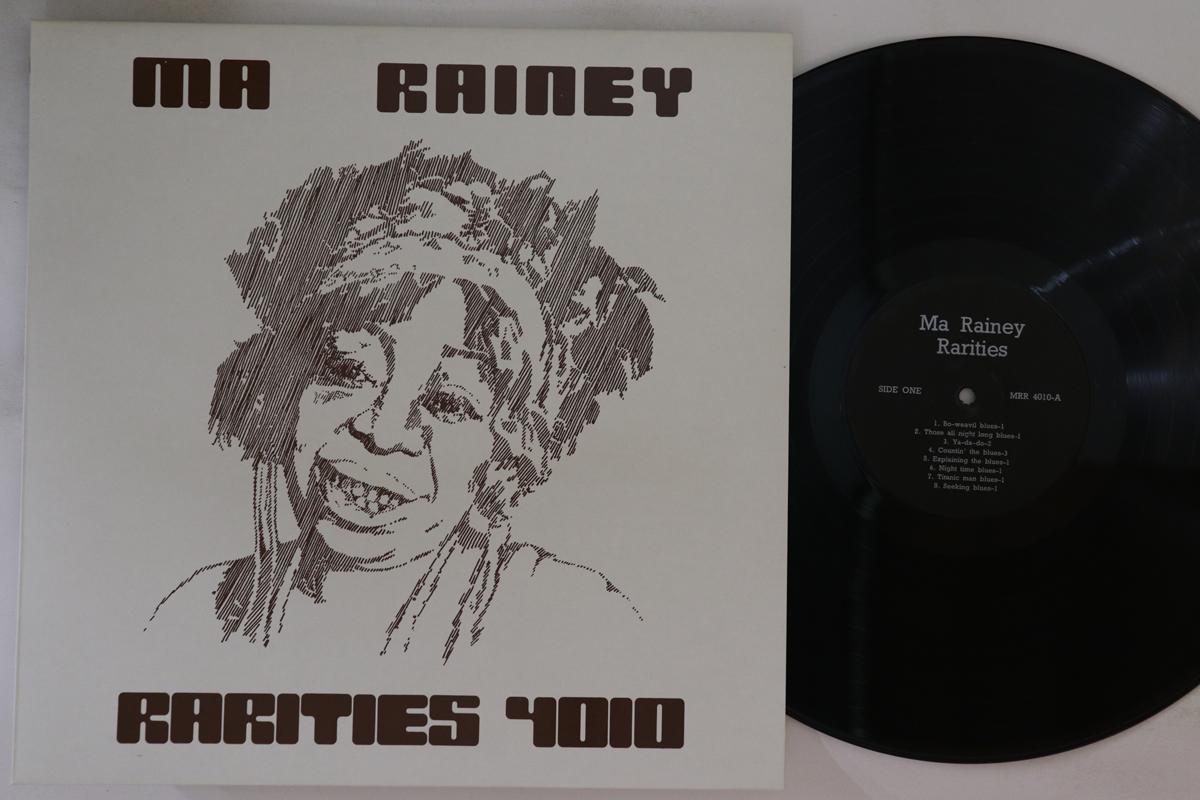 MA RAINEY
RARITIES 4010
Ma Rainey
Rarities
SIDE ONE
MRR 4010-A
1. Bo-weavil blues-1
2. Those all night long blues-1
3. Ya-da-do-2
4. Countin' the blues-3
5. Explaining the blues-1
6. Night time blues-1
7. Titanic man blues-1
8. Seeking blues-1